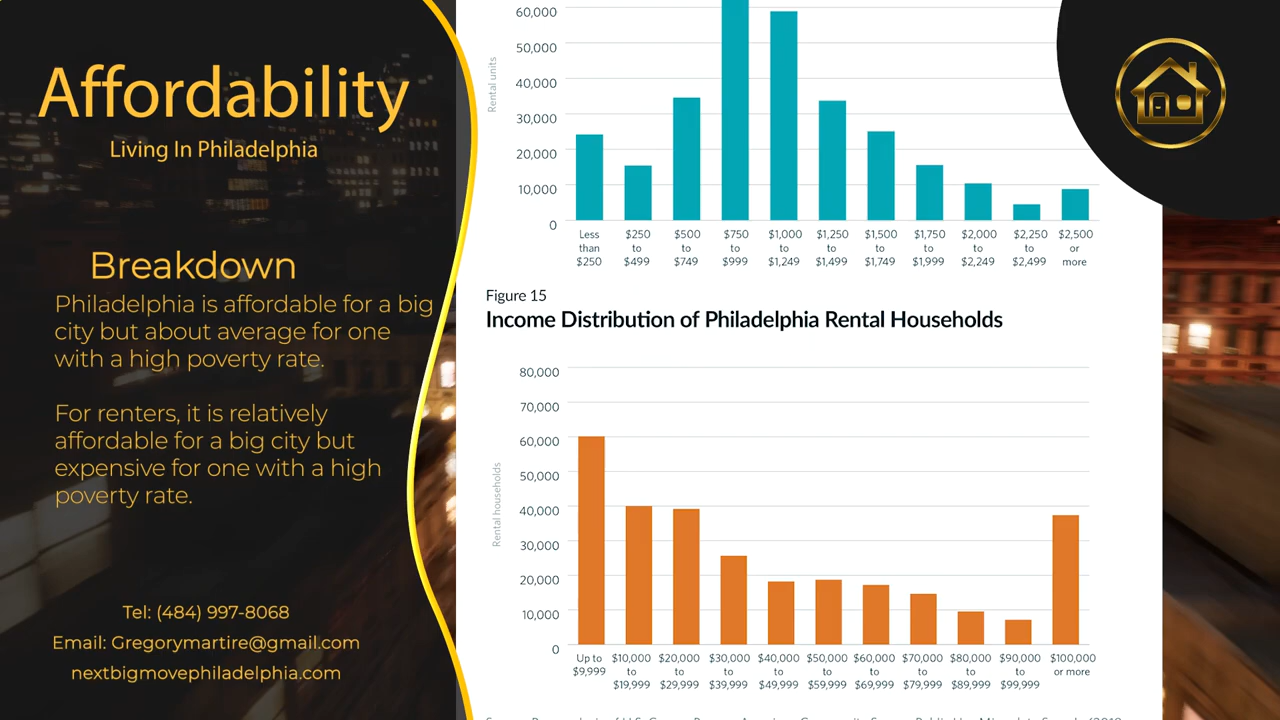 Affordability
Living In Philadelphia
Breakdown
Philadelphia is affordable for a big
city but about average for one
with a high poverty rate.
For renters, it is relatively
affordable for a big city but
expensive for one with a high
poverty rate.
Tel: (484) 997-8068
Email: Gregorymartire@gmail.com
nextbigmovephiladelphia.com
60,000
50,000
40,000
30,000
20,000
10,000
0
Rental units
Less than $250
$250 to $499
$500 to $749
$750 to $999
$1,000 to $1,249
$1,250 to $1,499
$1,500 to $1,749
$1,750 to $1,999
$2,000 to $2,249
$2,250 to $2,499
$2,500 or more
Figure 15
Income Distribution of Philadelphia Rental Households
80,000
70,000
60,000
50,000
40,000
30,000
20,000
10,000
0
Rental households
Up to $9,999
$10,000 to $19,999
$20,000 to $29,999
$30,000 to $39,999
$40,000 to $49,999
$50,000 to $59,999
$60,000 to $69,999
$70,000 to $79,999
$80,000 to $89,999
$90,000 to $99,999
$100,000 or more